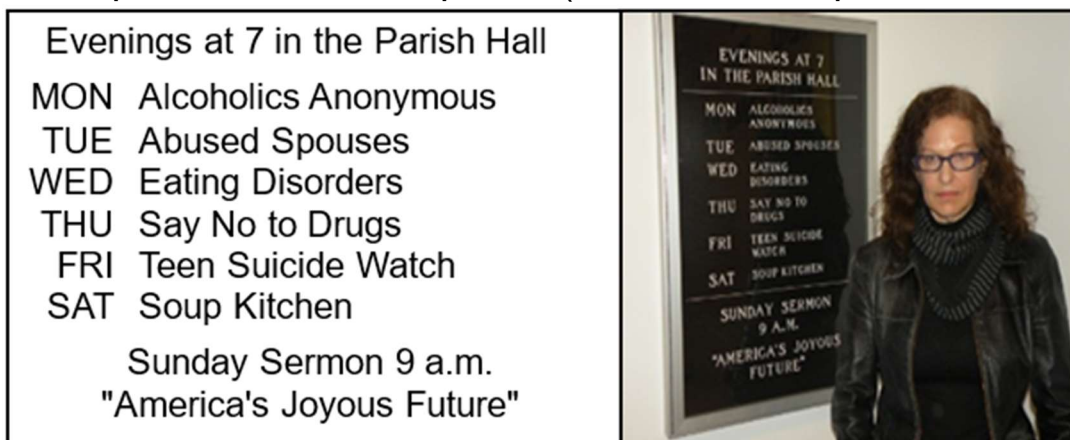 Evenings at 7 in the Parish Hall
MON Alcoholics Anonymous
TUE Abused Spouses
WED Eating Disorders
THU Say No to Drugs
FRI Teen Suicide Watch
SAT Soup Kitchen
Sunday Sermon 9 a.m.
"America's Joyous Future"
EVENINGS AT 7
IN THE PARISH HALL
MON ALCOHOLICS
ANONYMOUS
TUE ABUSED SPOUSES
WED EATING
DISORDERS
THU SAY NO TO
DRUGS
FRI TEEN SUICIDE
WATCH
SAT SOUP KITCHEN
SUNDAY SERMON
9 A.M.
"AMERICA'S JOYOUS
FUTURE"